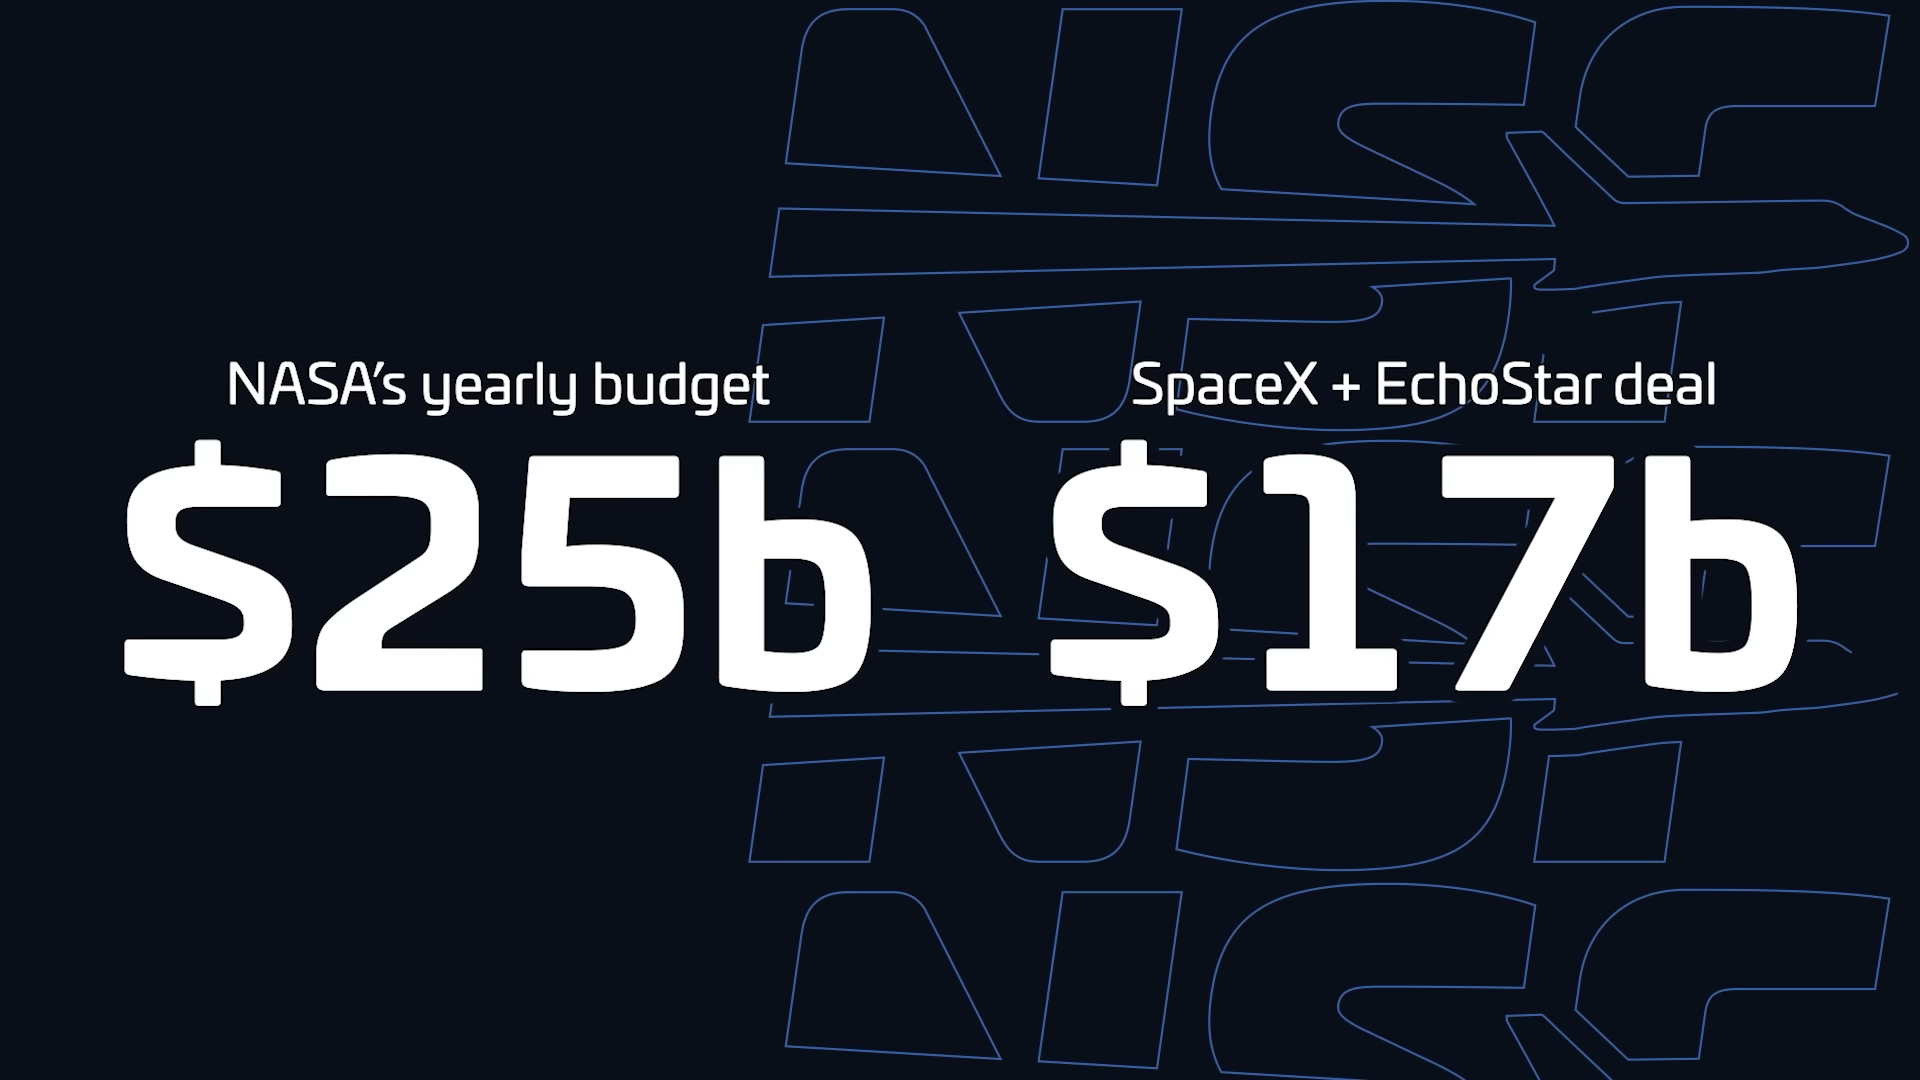 NASA’s yearly budget
$25b
SpaceX + EchoStar deal
$17b